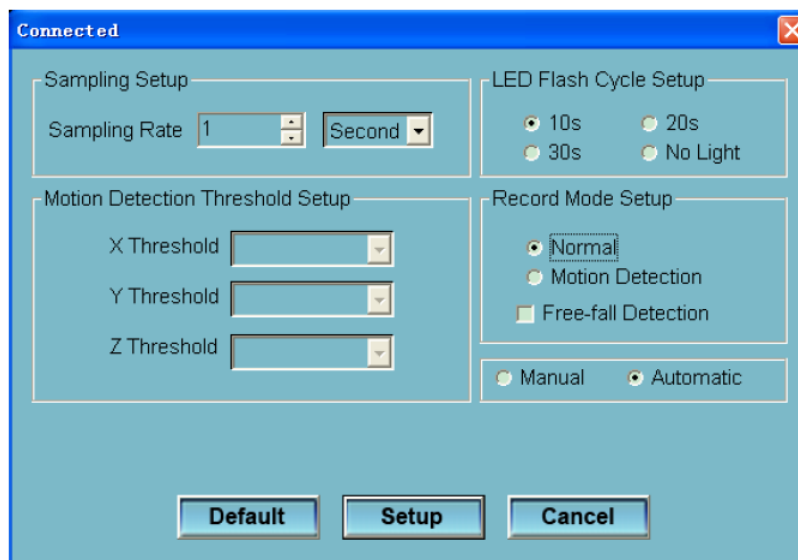 Connected
Sampling Setup
Sampling Rate 1 Second
LED Flash Cycle Setup
10s 20s
30s No Light
Motion Detection Threshold Setup
X Threshold
Y Threshold
Z Threshold
Record Mode Setup
Normal
Motion Detection
Free-fall Detection
Manual Automatic
Default Setup Cancel